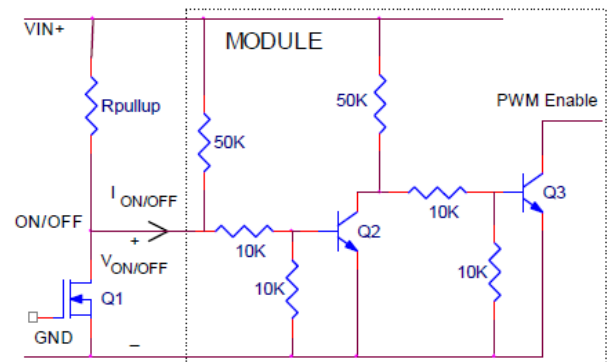 VIN+
MODULE
Rpullup
50K
50K
PWM Enable
I ON/OFF
ON/OFF
+
10K
Q2
10K
Q3
V ON/OFF
10K
10K
Q1
GND
–